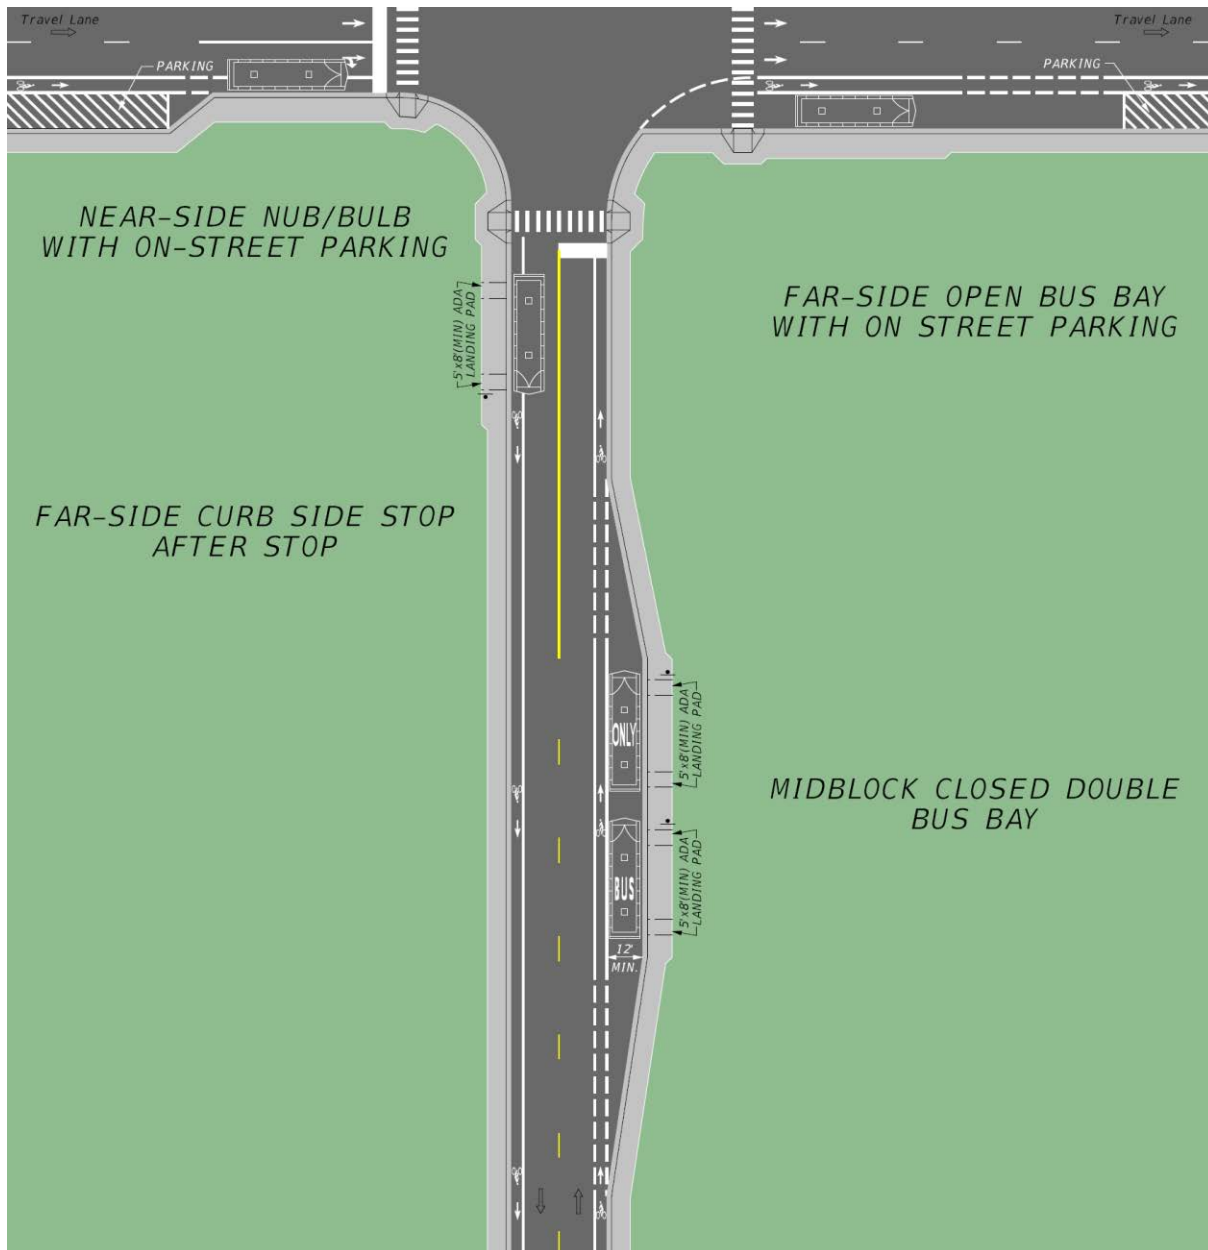 Travel Lane
Travel Lane
PARKING
PARKING
NEAR-SIDE NUB/BULB
WITH ON-STREET PARKING
5'x8'(MIN) ADA
LANDING PAD
FAR-SIDE OPEN BUS BAY
WITH ON STREET PARKING
FAR-SIDE CURB SIDE STOP
AFTER STOP
ONLY
5'x8'(MIN) ADA
LANDING PAD
MIDBLOCK CLOSED DOUBLE
BUS BAY
BUS
5'x8'(MIN) ADA
LANDING PAD
12'
MIN.